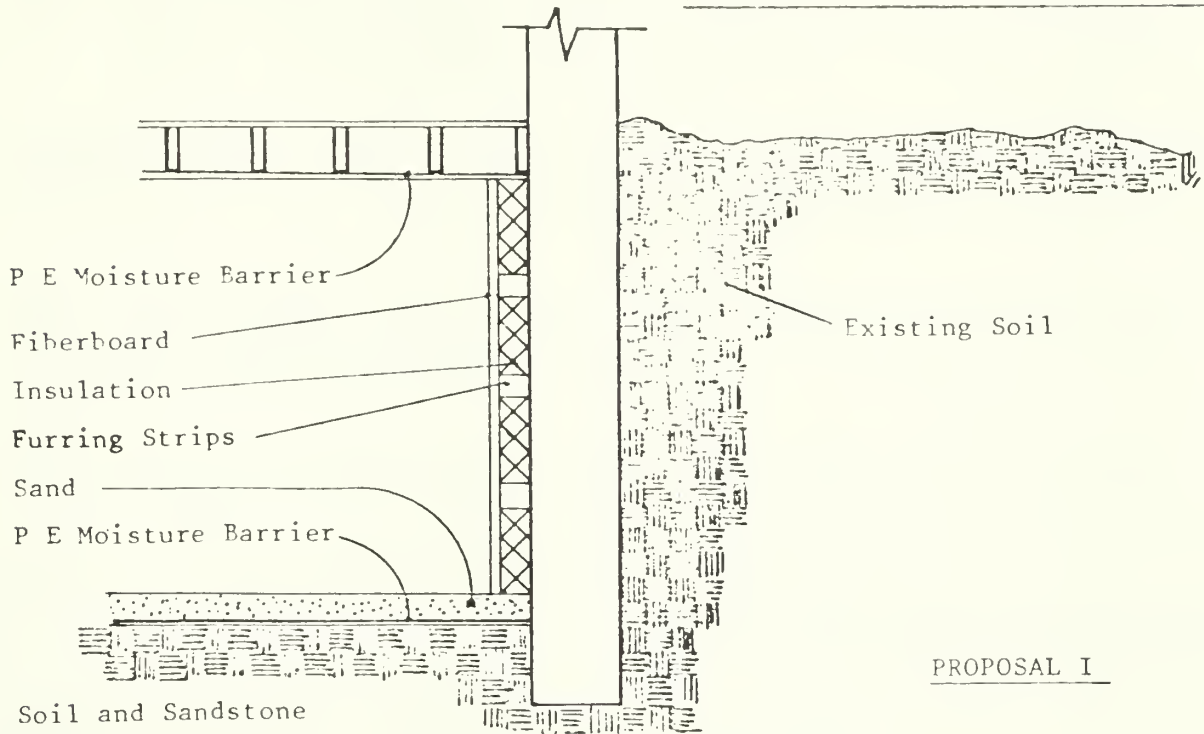 P E Moisture Barrier
Fiberboard
Insulation
Furring Strips
Sand
P E Moisture Barrier
Soil and Sandstone
Existing Soil
PROPOSAL I